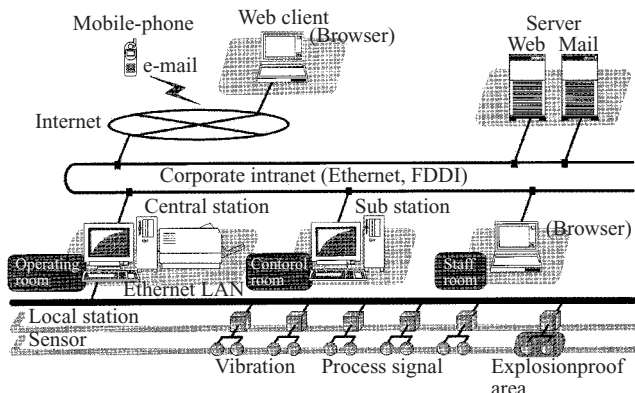 Mobile-phone
Web client
(Browser)
Server
Web Mail
e-mail
Internet
Corporate intranet (Ethernet, FDDI)
Central station
Sub station
(Browser)
Operating
room
Contorol
room
Staff
room
Ethernet LAN
Local station
Sensor
Vibration
Process signal
Explosionproof
area